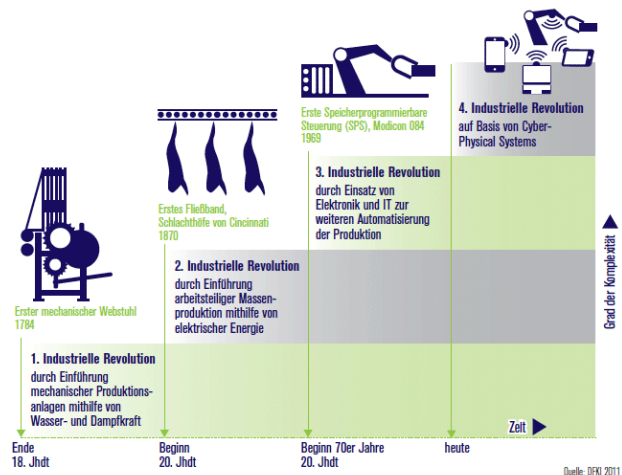 Erste Speicherprogrammierbare
Steuerung (SPS), Modicon 084
1969
4. Industrielle Revolution
auf Basis von Cyber-
Physical Systems
3. Industrielle Revolution
durch Einsatz von
Elektronik und IT zur
weiteren Automatisierung
der Produktion
Erstes Fließband,
Schlachthöfe von Cincinnati
1870
2. Industrielle Revolution
durch Einführung
arbeitsteiliger Massen-
produktion mithilfe von
elektrischer Energie
Erster mechanischer Webstuhl
1784
1. Industrielle Revolution
durch Einführung
mechanischer Produktions-
anlagen mithilfe von
Wasser- und Dampfkraft
Grad der Komplexität
Zeit
Ende
18. Jhdt
Beginn
20. Jhdt
Beginn 70er Jahre
20. Jhdt
heute
Quelle: DFKI 2011